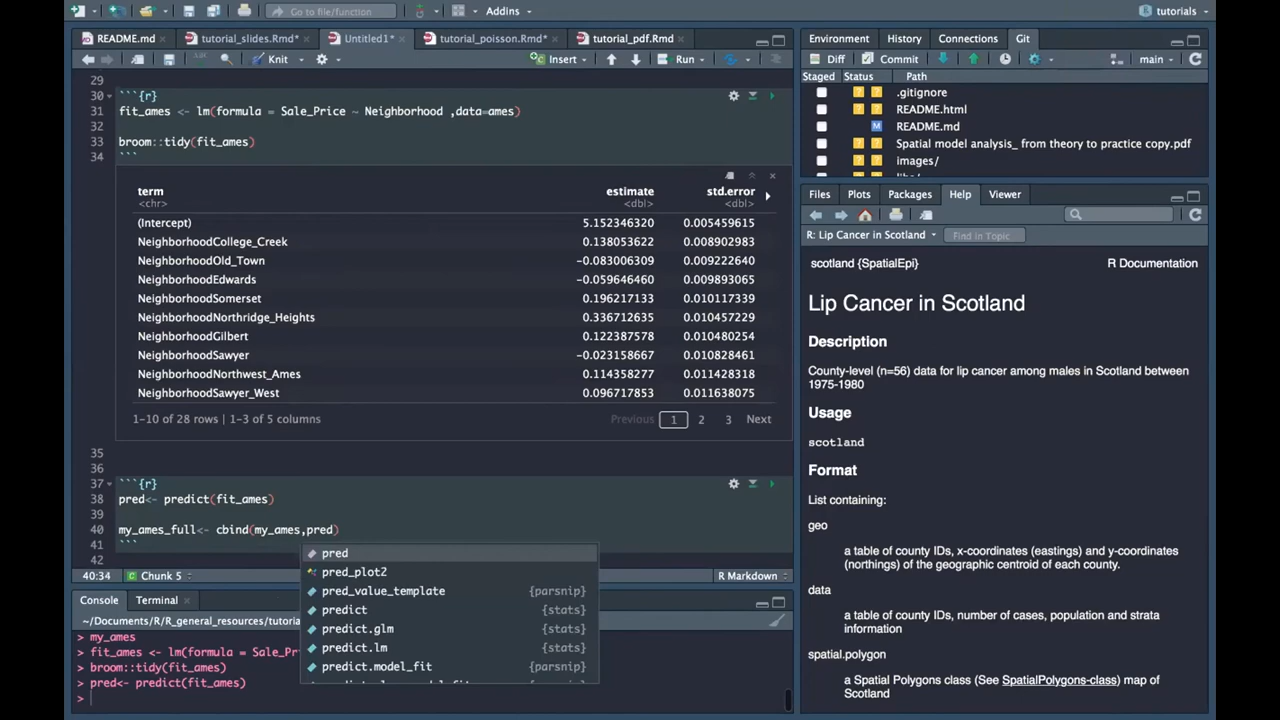 Go to file/function
Addins
tutorials
README.md
tutorial_slides.Rmd*
Untitled1*
tutorial_poisson.Rmd*
tutorial_pdf.Rmd
Knit
Insert
Run
29
30 ```{r}
31 fit_ames <- lm(formula = Sale_Price ~ Neighborhood ,data=ames)
32
33 broom::tidy(fit_ames)
34 ```
term estimate std.error
<chr> <dbl> <dbl>
(Intercept) 5.152346320 0.005459615
NeighborhoodCollege_Creek 0.138053622 0.008902983
NeighborhoodOld_Town -0.083006309 0.009222640
NeighborhoodEdwards -0.059646460 0.009893065
NeighborhoodSomerset 0.196217133 0.010117339
NeighborhoodNorthridge_Heights 0.336712635 0.010457229
NeighborhoodGilbert 0.122387578 0.010480254
NeighborhoodSawyer -0.023158667 0.010828461
NeighborhoodNorthwest_Ames 0.114358277 0.011428318
NeighborhoodSawyer_West 0.096717853 0.011638075
1-10 of 28 rows | 1-3 of 5 columns Previous 1 2 3 Next
35
36
37 ```{r}
38 pred<- predict(fit_ames)
39
40 my_ames_full<- cbind(my_ames,pred)
41 ```
42
pred
pred_plot2
pred_value_template {parsnip}
predict {stats}
predict.glm {stats}
predict.lm {stats}
predict.model_fit {parsnip}
40:34 Chunk 5 R Markdown
Console Terminal
~/Documents/R/R_general_resources/tutoria
> my_ames
> fit_ames <- lm(formula = Sale_Pr
> broom::tidy(fit_ames)
> pred<- predict(fit_ames)
>
Environment History Connections Git
Diff Commit main
Staged Status Path
.gitignore
README.html
M README.md
Spatial model analysis_ from theory to practice copy.pdf
images/
Files Plots Packages Help Viewer
R: Lip Cancer in Scotland Find in Topic
scotland {SpatialEpi} R Documentation
Lip Cancer in Scotland
Description
County-level (n=56) data for lip cancer among males in Scotland between
1975-1980
Usage
scotland
Format
List containing:
geo
a table of county IDs, x-coordinates (eastings) and y-coordinates
(northings) of the geographic centroid of each county.
data
a table of county IDs, number of cases, population and strata
information
spatial.polygon
a Spatial Polygons class (See SpatialPolygons-class) map of
Scotland